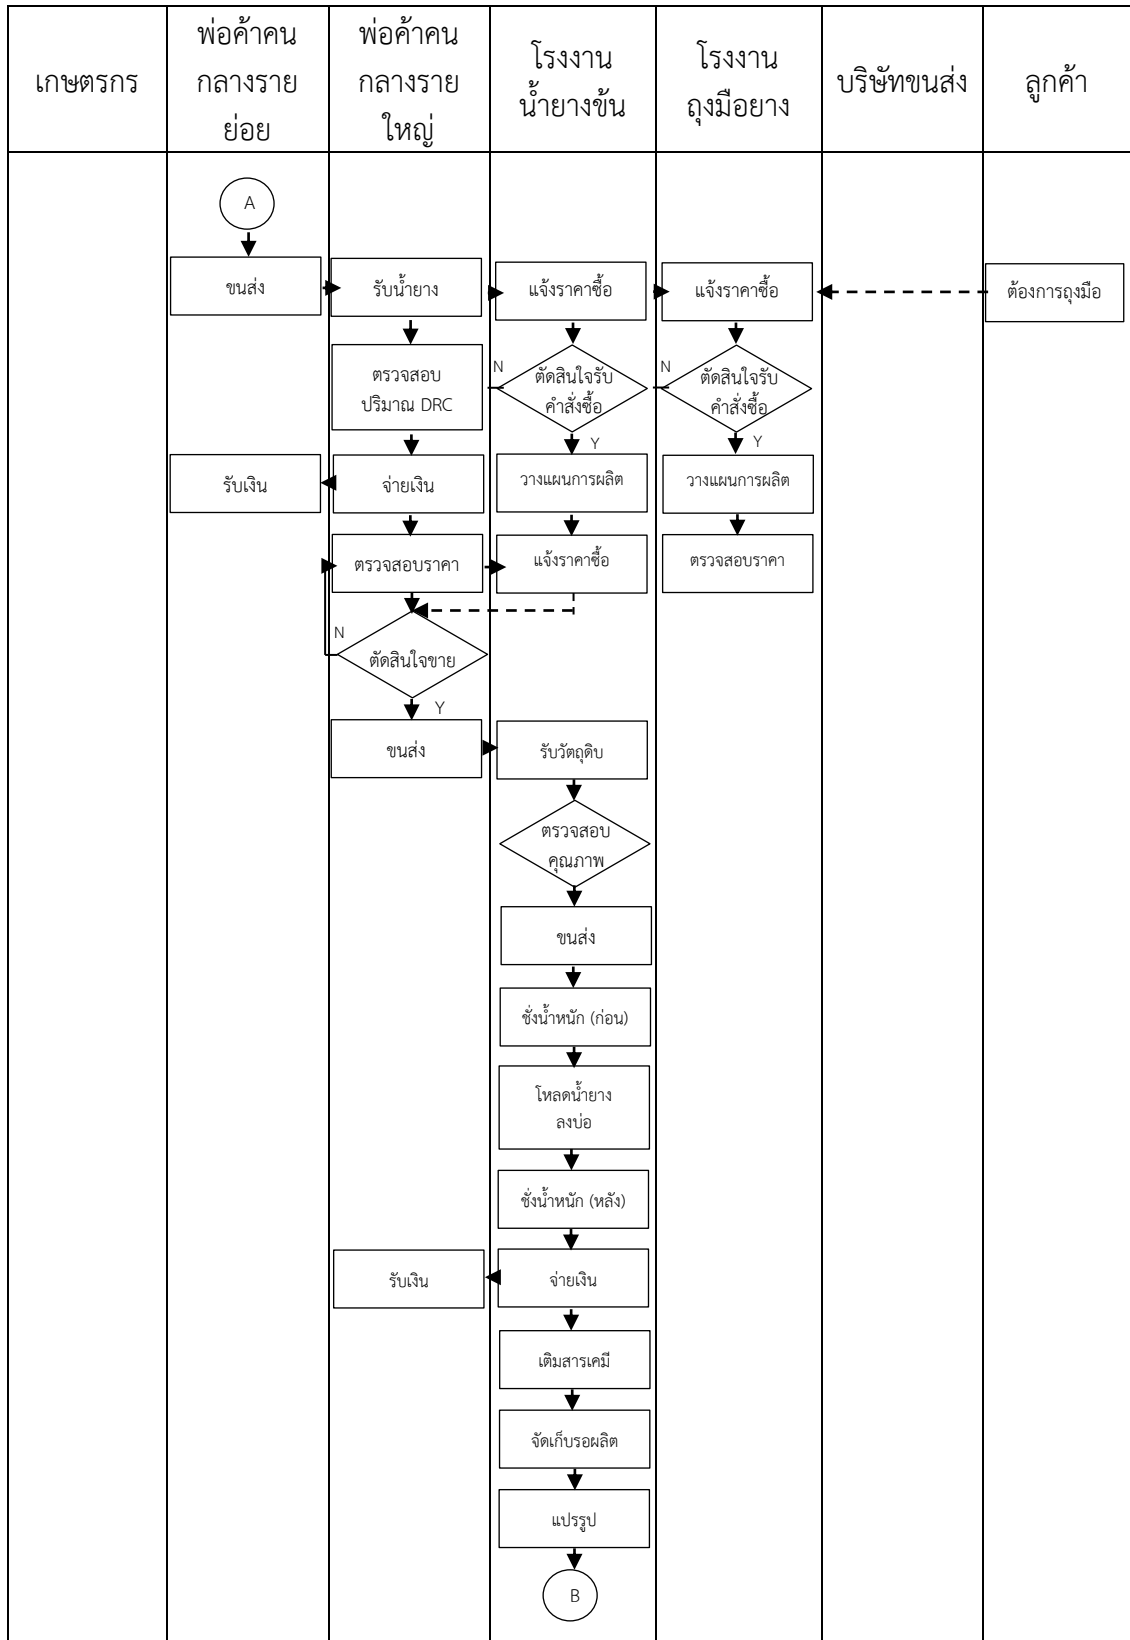 เกษตรกร
พ่อค้าคน
กลางราย
ย่อย
พ่อค้าคน
กลางราย
ใหญ่
โรงงาน
น้ำยางข้น
โรงงาน
ถุงมือยาง
บริษัทขนส่ง
ลูกค้า
A
ขนส่ง
รับน้ำยาง
แจ้งราคาซื้อ
แจ้งราคาซื้อ
ต้องการถุงมือ
ตรวจสอบ
ปริมาณ DRC
N
ตัดสินใจรับ
คำสั่งซื้อ
N
ตัดสินใจรับ
คำสั่งซื้อ
Y
Y
รับเงิน
จ่ายเงิน
วางแผนการผลิต
วางแผนการผลิต
ตรวจสอบราคา
แจ้งราคาซื้อ
ตรวจสอบราคา
N
ตัดสินใจขาย
Y
ขนส่ง
รับวัตถุดิบ
ตรวจสอบ
คุณภาพ
ขนส่ง
ชั่งน้ำหนัก (ก่อน)
โหลดน้ำยาง
ลงบ่อ
ชั่งน้ำหนัก (หลัง)
รับเงิน
จ่ายเงิน
เติมสารเคมี
จัดเก็บรอผลิต
แปรรูป
B